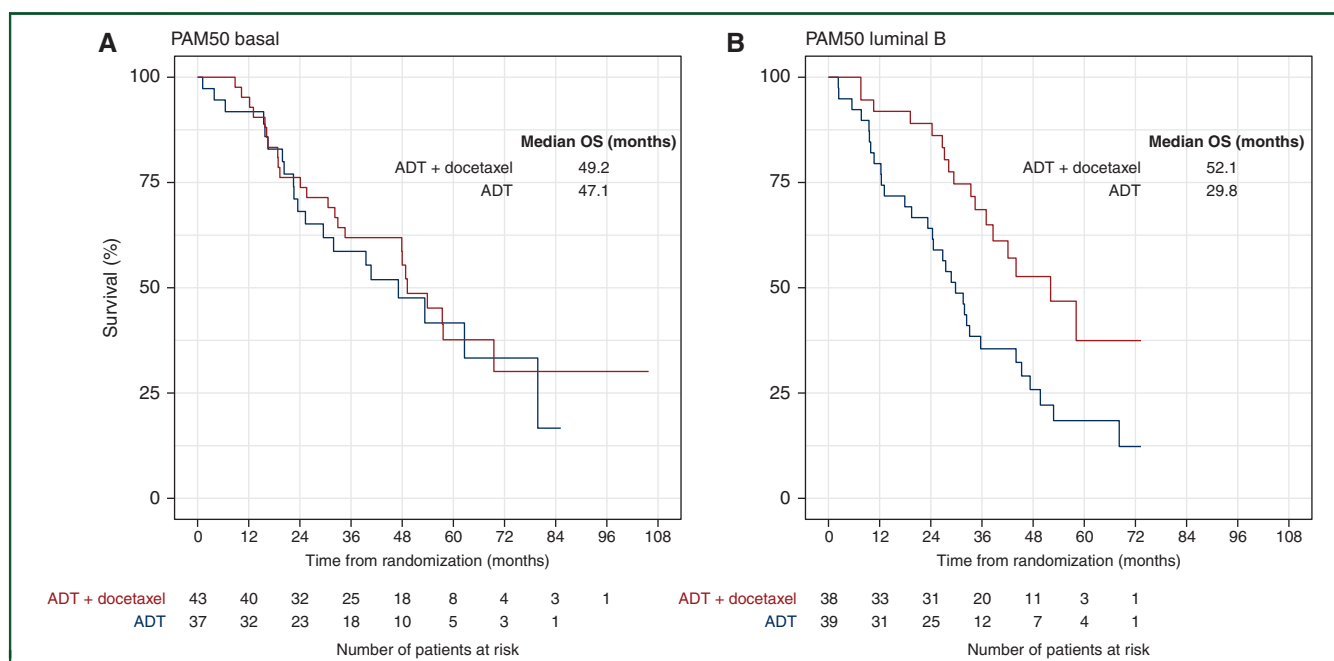 A PAM50 basal
100
75
50
25
0
Survival (%)
Median OS (months)
ADT + docetaxel 49.2
ADT 47.1
0 12 24 36 48 60 72 84 96 108
Time from randomization (months)
ADT + docetaxel 43 40 32 25 18 8 4 3 1
ADT 37 32 23 18 10 5 3 1
Number of patients at risk
B PAM50 luminal B
100
75
50
25
0
Median OS (months)
ADT + docetaxel 52.1
ADT 29.8
0 12 24 36 48 60 72 84 96 108
Time from randomization (months)
ADT + docetaxel 38 33 31 20 11 3 1
ADT 39 31 25 12 7 4 1
Number of patients at risk